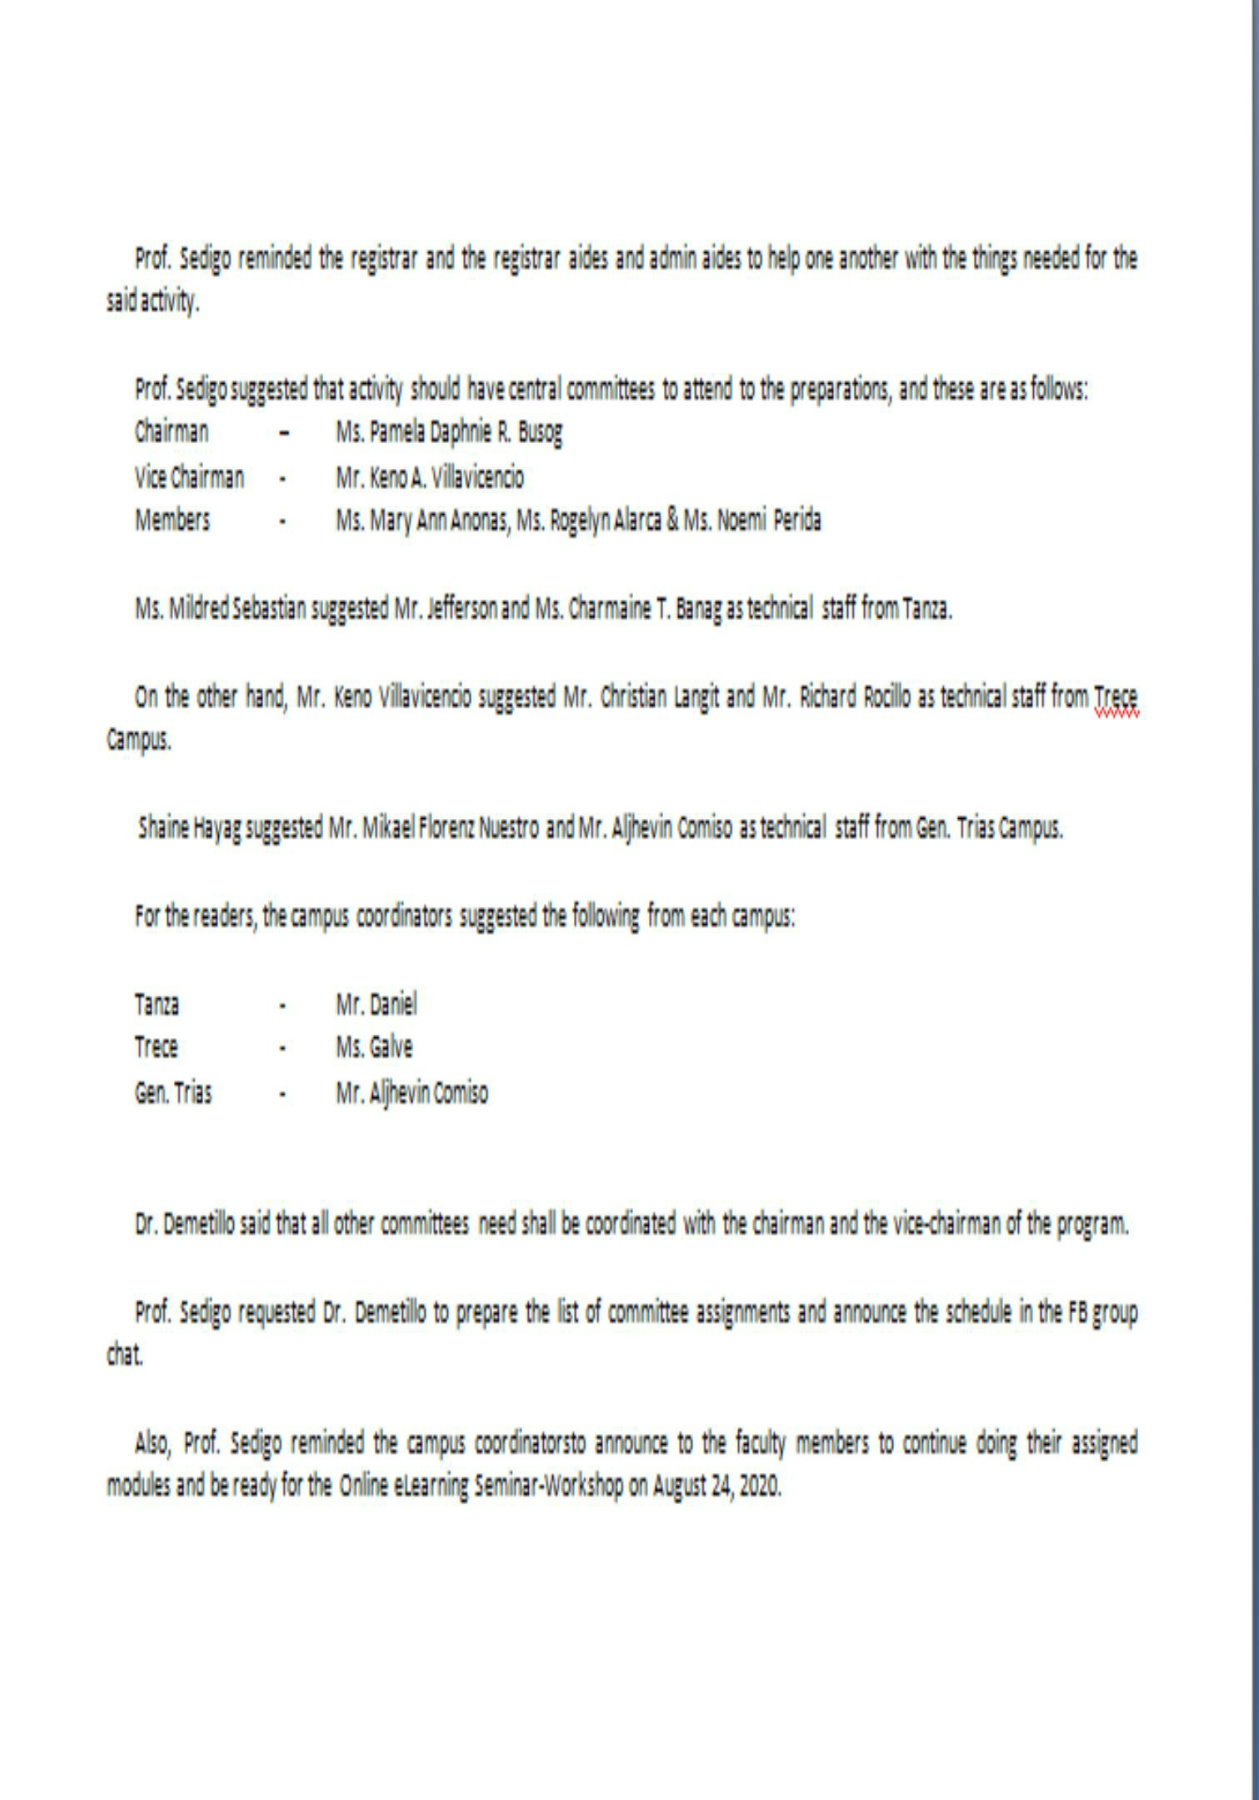 Prof. Sedigo reminded the registrar and the registrar aides and admin aides to help one another with the things needed for the
said activity.
Prof. Sedigo suggested that activity should have central committees to attend to the preparations, and these are as follows:
Chairman – Ms. Pamela Daphnie R. Busog
Vice Chairman - Mr. Keno A. Villavicencio
Members - Ms. Mary Ann Anonas, Ms. Rogelyn Alarca & Ms. Noemi Perida
Ms. Mildred Sebastian suggested Mr. Jefferson and Ms. Charmaine T. Banag as technical staff from Tanza.
On the other hand, Mr. Keno Villavicencio suggested Mr. Christian Langit and Mr. Richard Rocillo as technical staff from Trece
Campus.
Shaine Hayag suggested Mr. Mikael Florenz Nuestro and Mr. Aljhevin Comiso as technical staff from Gen. Trias Campus.
For the readers, the campus coordinators suggested the following from each campus:
Tanza - Mr. Daniel
Trece - Ms. Galve
Gen. Trias - Mr. Aljhevin Comiso
Dr. Demetillo said that all other committees need shall be coordinated with the chairman and the vice-chairman of the program.
Prof. Sedigo requested Dr. Demetillo to prepare the list of committee assignments and announce the schedule in the FB group
chat.
Also, Prof. Sedigo reminded the campus coordinatorsto announce to the faculty members to continue doing their assigned
modules and be ready for the Online eLearning Seminar-Workshop on August 24, 2020.